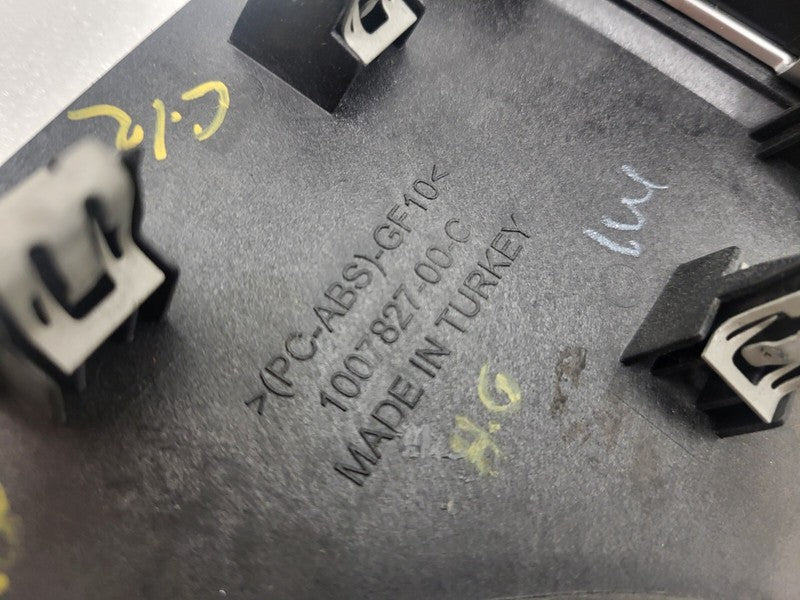 >(PC-ABS)-GF10<
1007827-00-C
MADE IN TURKEY
H.G